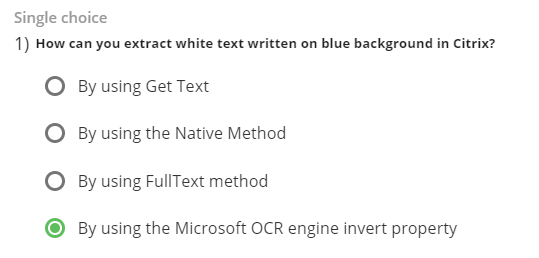 Single choice
1) How can you extract white text written on blue background in Citrix?
By using Get Text
By using the Native Method
By using FullText method
By using the Microsoft OCR engine invert property